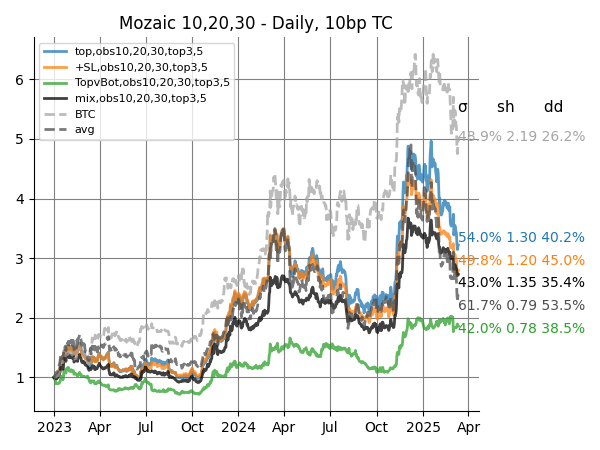 Mozaic 10,20,30 - Daily, 10bp TC
top,obs10,20,30,top3,5
+SL,obs10,20,30,top3,5
TopvBot,obs10,20,30,top3,5
mix,obs10,20,30,top3,5
BTC
avg
σ sh dd
48.9% 2.19 26.2%
54.0% 1.30 40.2%
49.8% 1.20 45.0%
43.0% 1.35 35.4%
61.7% 0.79 53.5%
42.0% 0.78 38.5%
6
5
4
3
2
1
2023 Apr Jul Oct 2024 Apr Jul Oct 2025 Apr